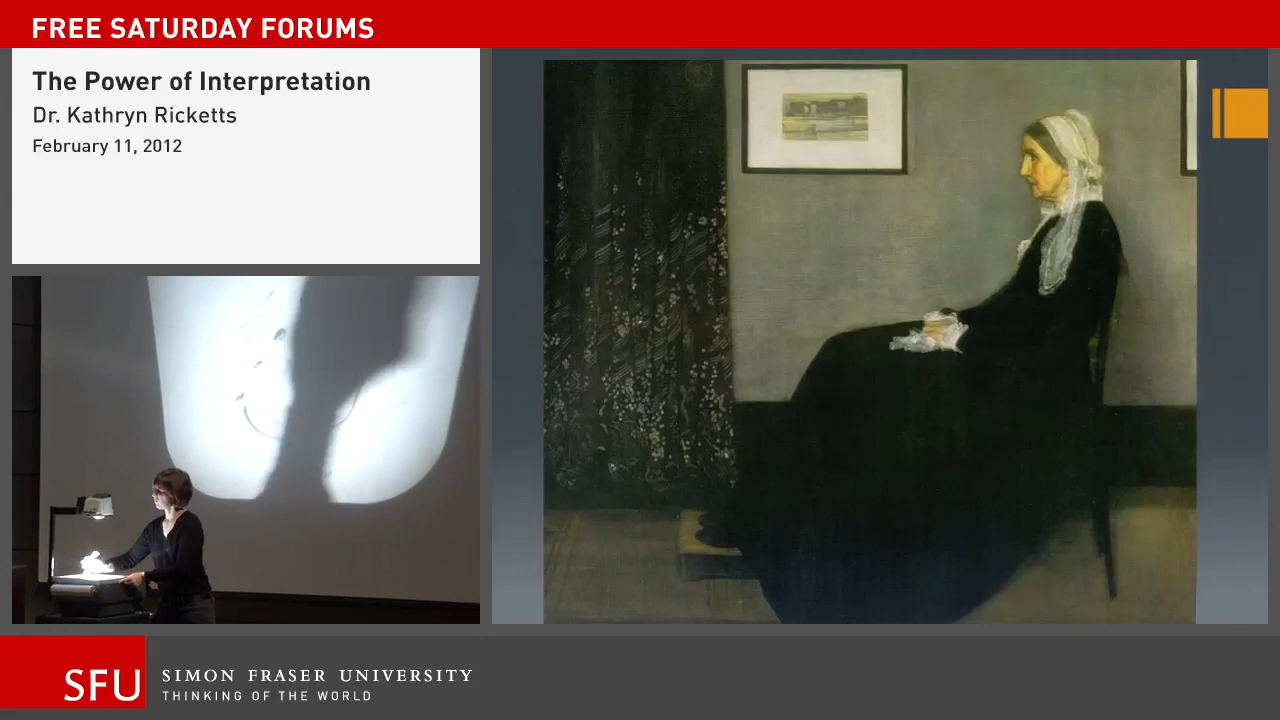 FREE SATURDAY FORUMS
The Power of Interpretation
Dr. Kathryn Ricketts
February 11, 2012
SFU
SIMON FRASER UNIVERSITY
THINKING OF THE WORLD